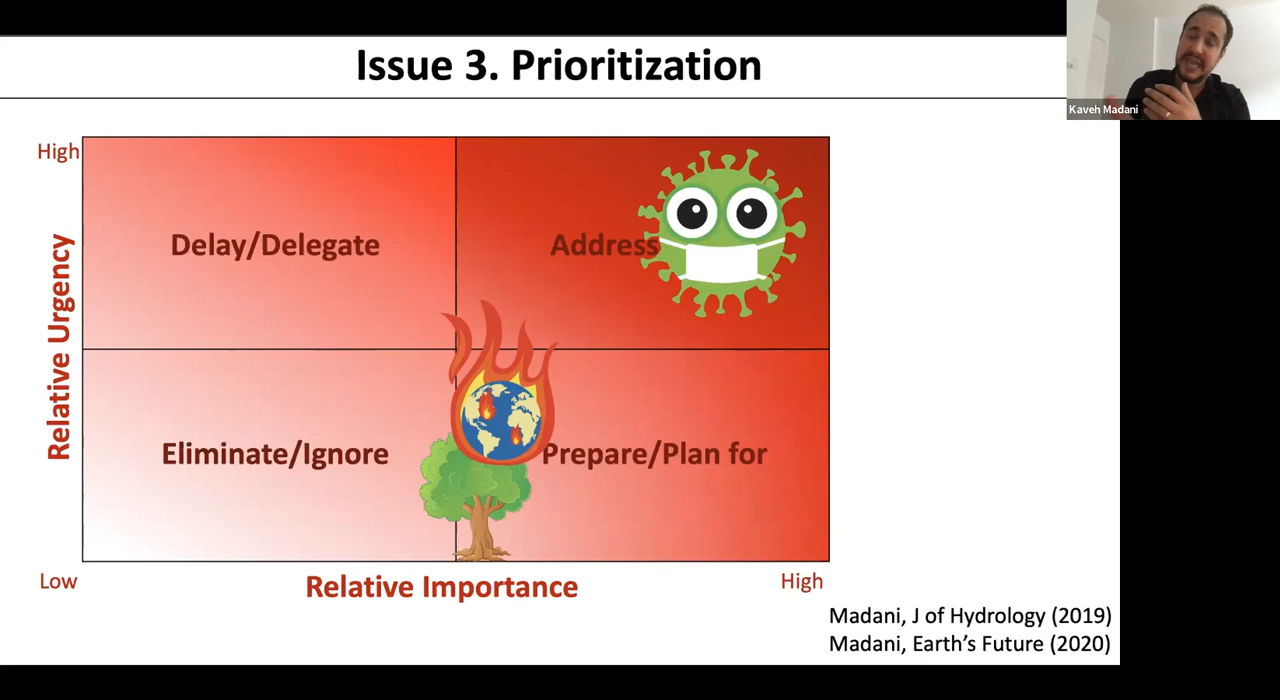 Issue 3. Prioritization
Kaveh Madani
High
Delay/Delegate
Address
Relative Urgency
Eliminate/Ignore
Prepare/Plan for
Low
Relative Importance
High
Madani, J of Hydrology (2019)
Madani, Earth's Future (2020)